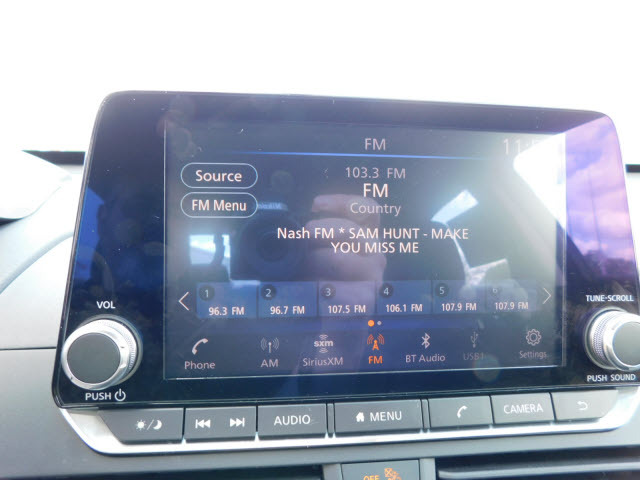 FM
Source
103.3 FM
FM
FM Menu
Country
Nash FM * SAM HUNT - MAKE
YOU MISS ME
1 2 3 4 5 6
96.3 FM 96.7 FM 107.5 FM 106.1 FM 107.9 FM 107.9 FM
VOL
TUNE-SCROLL
sxm
Phone AM SiriusXM FM BT Audio USB1 Settings
PUSH
PUSH SOUND
AUDIO MENU CAMERA
OFF